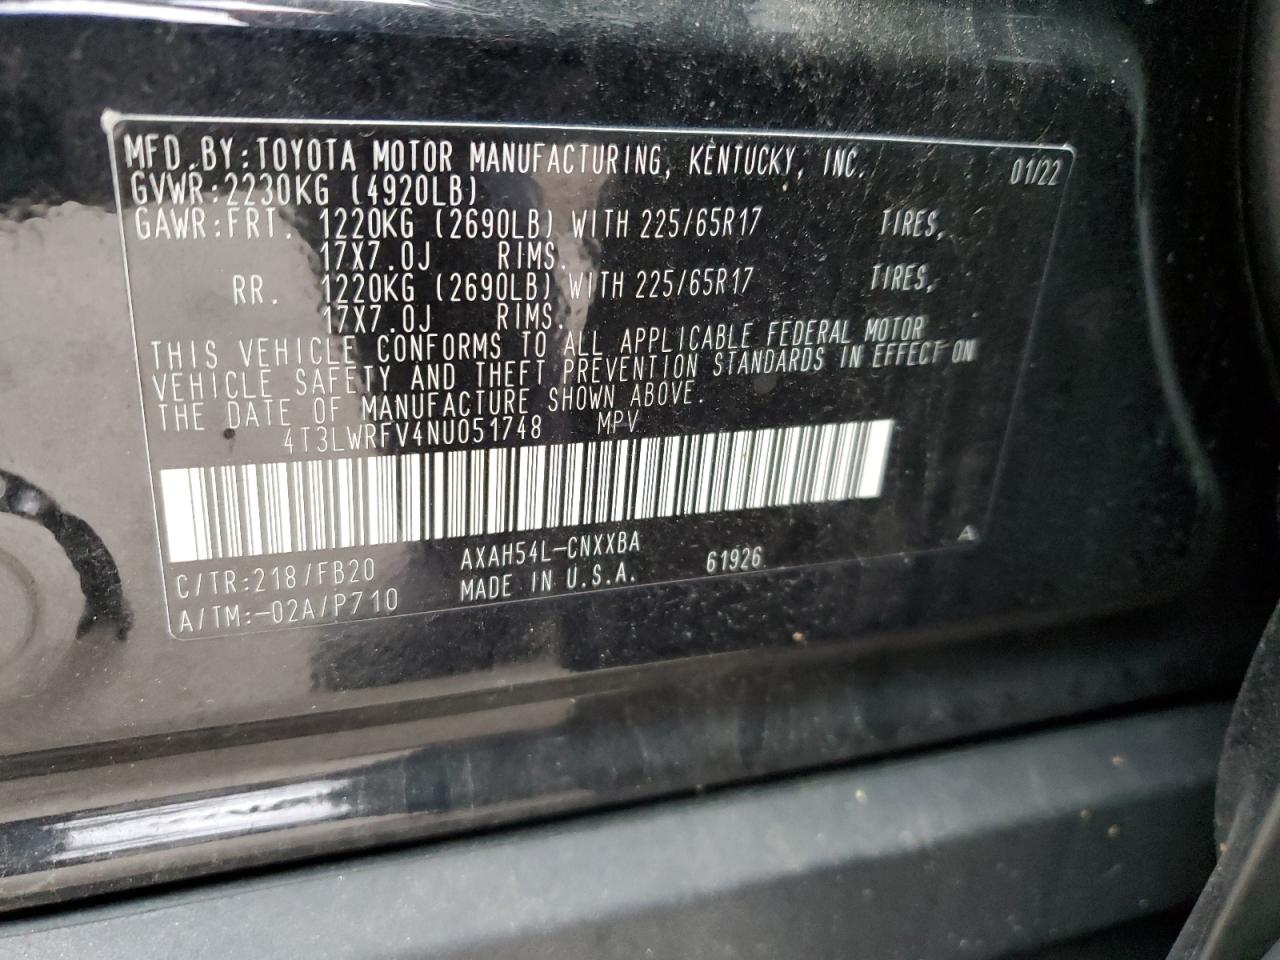 MFD.BY:TOYOTA MOTOR MANUFACTURING, KENTUCKY, INC. 01/22
GVWR:2230KG (4920LB)
GAWR:FRT. 1220KG (2690LB) WITH 225/65R17 TIRES,
17X7.0J RIMS.
RR. 1220KG (2690LB) WITH 225/65R17 TIRES,
17X7.0J RIMS.
THIS VEHICLE CONFORMS TO ALL APPLICABLE FEDERAL MOTOR
VEHICLE SAFETY AND THEFT PREVENTION STANDARDS IN EFFECT ON
THE DATE OF MANUFACTURE SHOWN ABOVE.
4T3LWRFV4NU051748 MPV
C/TR:218/FB20 AXAH54L-CNXXBA 61926 A
A/TM:-02A/P710 MADE IN U.S.A.